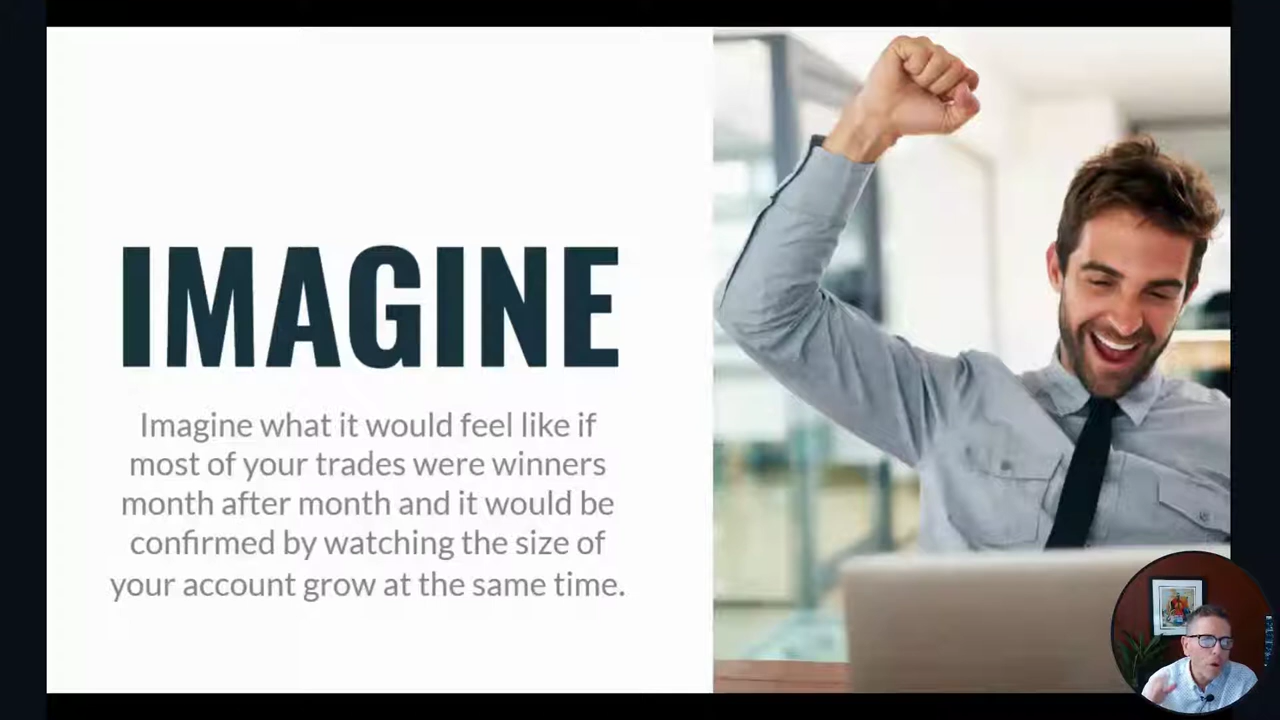 IMAGINE
Imagine what it would feel like if
most of your trades were winners
month after month and it would be
confirmed by watching the size of
your account grow at the same time.